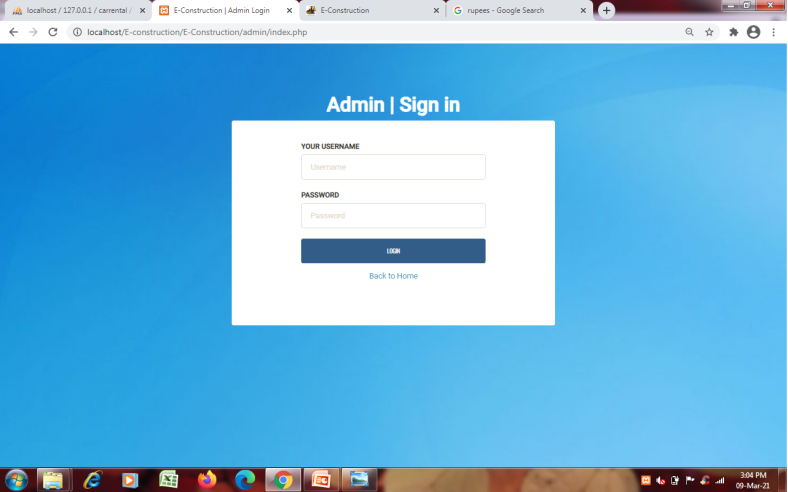 localhost / 127.0.0.1 / carrental /
E-Construction | Admin Login
E-Construction
rupees - Google Search
localhost/E-construction/E-Construction/admin/index.php
Admin | Sign in
YOUR USERNAME
Username
PASSWORD
Password
LOGIN
Back to Home
3:04 PM
09-Mar-21